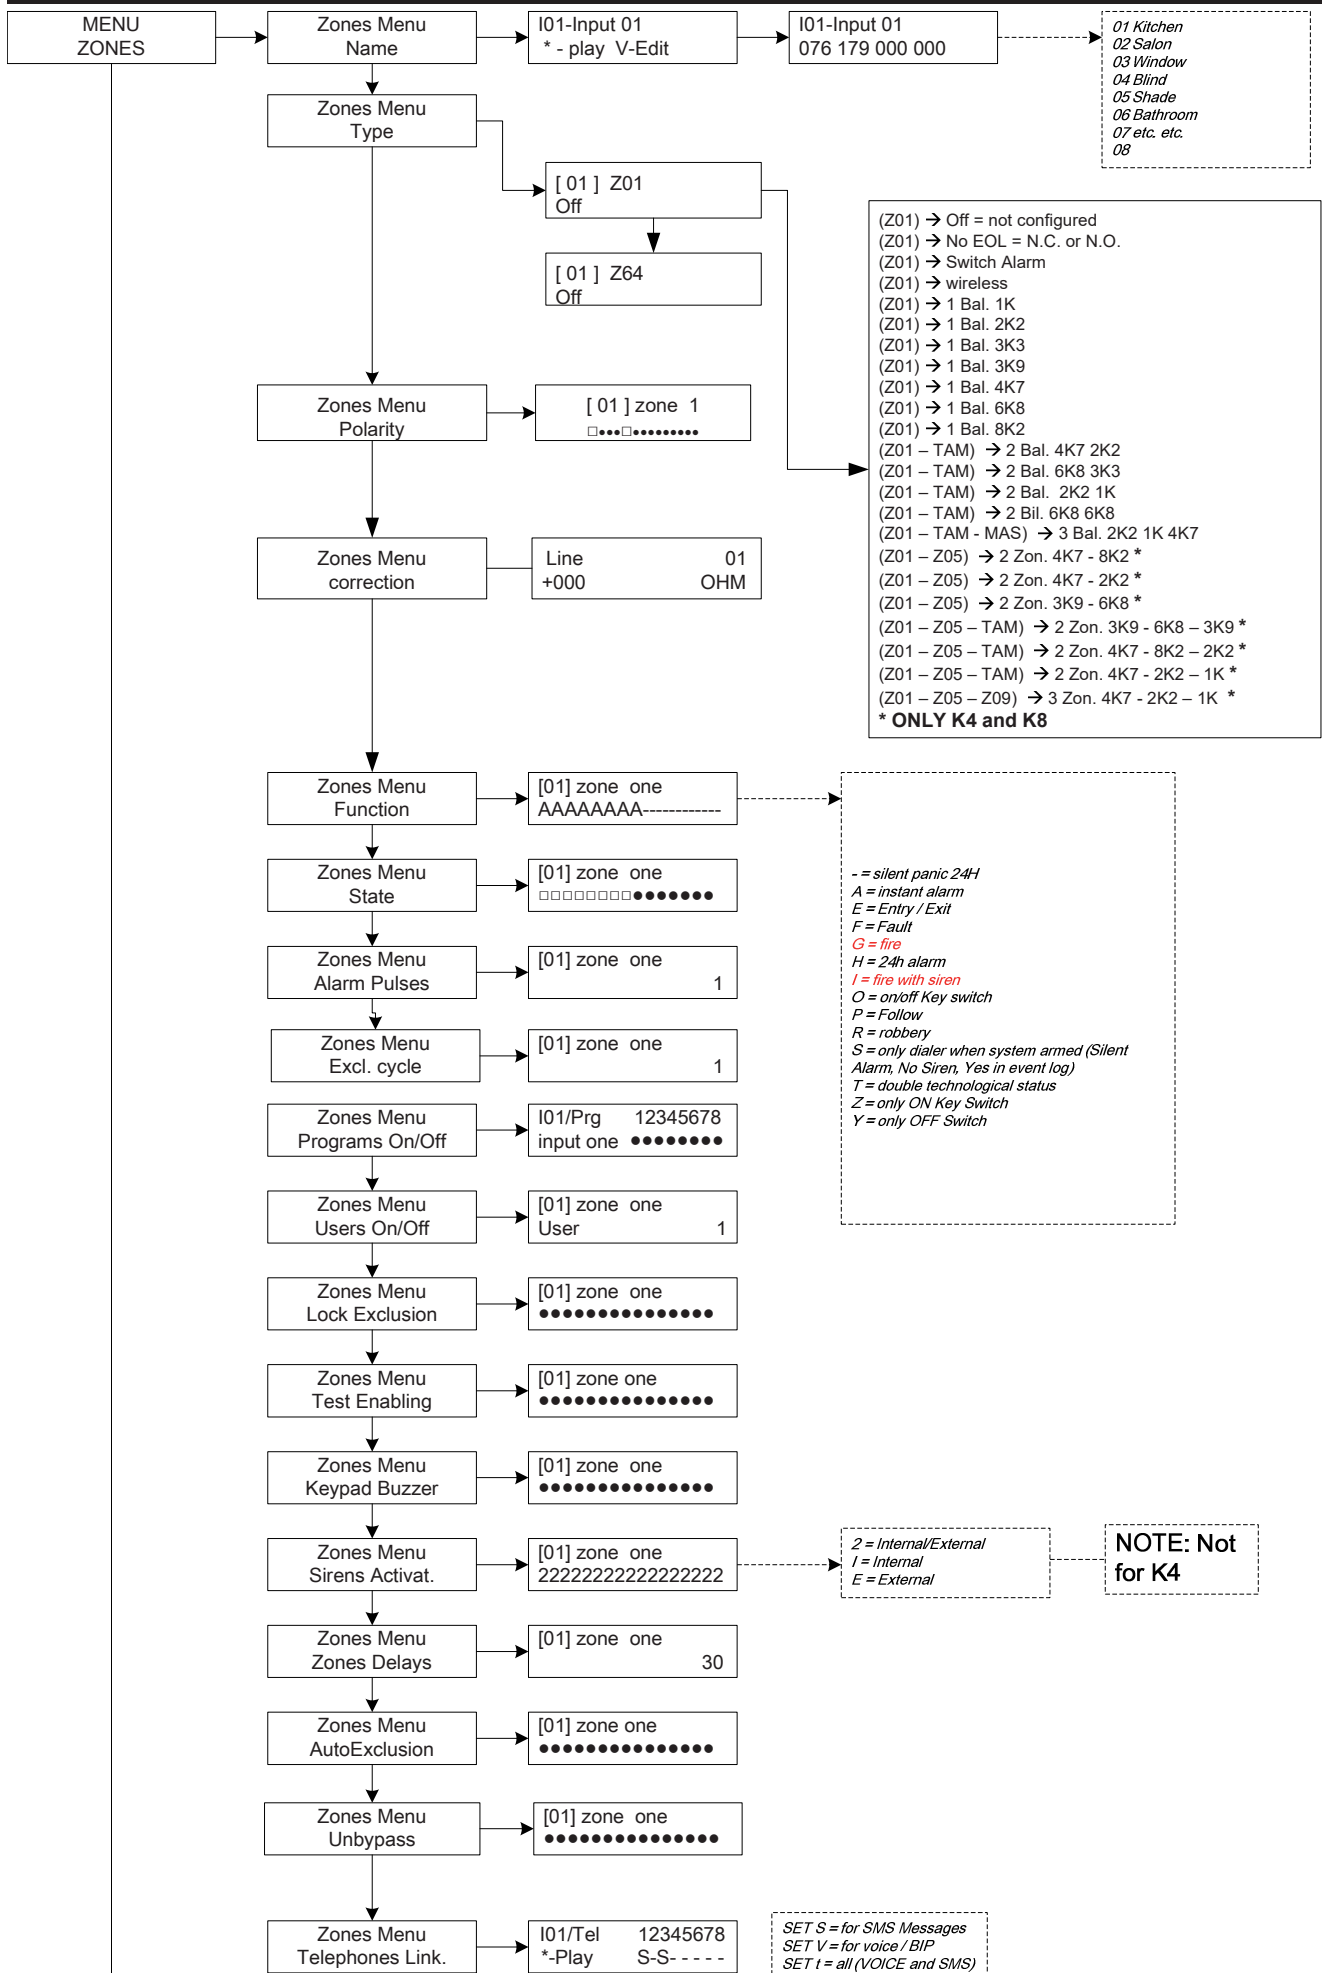 MENU
ZONES
Zones Menu
Name
I01-Input 01
* - play  V-Edit
I01-Input 01
076 179 000 000
01 Kitchen
02 Salon
03 Window
04 Blind
05 Shade
06 Bathroom
07 etc. etc.
08
Zones Menu
Type
[ 01 ]  Z01
Off
[ 01 ]  Z64
Off
(Z01) → Off = not configured
(Z01) → No EOL = N.C. or N.O.
(Z01) → Switch Alarm
(Z01) → wireless
(Z01) → 1 Bal. 1K
(Z01) → 1 Bal. 2K2
(Z01) → 1 Bal. 3K3
(Z01) → 1 Bal. 3K9
(Z01) → 1 Bal. 4K7
(Z01) → 1 Bal. 6K8
(Z01) → 1 Bal. 8K2
(Z01 – TAM)  → 2 Bal. 4K7 2K2
(Z01 – TAM)  → 2 Bal. 6K8 3K3
(Z01 – TAM)  → 2 Bal.  2K2 1K
(Z01 – TAM)  → 2 Bil. 6K8 6K8
(Z01 – TAM - MAS)  → 3 Bal. 2K2 1K 4K7
(Z01 – Z05)  → 2 Zon. 4K7 - 8K2 *
(Z01 – Z05)  → 2 Zon. 4K7 - 2K2 *
(Z01 – Z05)  → 2 Zon. 3K9 - 6K8 *
(Z01 – Z05 – TAM)  → 2 Zon. 3K9 - 6K8 – 3K9 *
(Z01 – Z05 – TAM)  → 2 Zon. 4K7 - 8K2 – 2K2 *
(Z01 – Z05 – TAM)  → 2 Zon. 4K7 - 2K2 – 1K *
(Z01 – Z05 – Z09)  → 3 Zon. 4K7 - 2K2 – 1K  *
* ONLY K4 and K8
Zones Menu
Polarity
[ 01 ] zone  1
□●●●□●●●●●●●●●
Zones Menu
correction
Line 01
+000 OHM
Zones Menu
Function
[01] zone  one
AAAAAAAA------------
- = silent panic 24H
A = instant alarm
E = Entry / Exit
F = Fault
G = fire
H = 24h alarm
I = fire with siren
O = on/off Key switch
P = Follow
R = robbery
S = only dialer when system armed (Silent
Alarm, No Siren, Yes in event log)
T = double technological status
Z = only ON Key Switch
Y = only OFF Switch
Zones Menu
State
[01] zone  one
□□□□□□□□●●●●●●●
Zones Menu
Alarm Pulses
[01] zone  one
1
Zones Menu
Excl. cycle
[01] zone  one
1
Zones Menu
Programs On/Off
I01/Prg 12345678
input one ●●●●●●●●
Zones Menu
Users On/Off
[01] zone  one
User 1
Zones Menu
Lock Exclusion
[01] zone  one
●●●●●●●●●●●●●●●
Zones Menu
Test Enabling
[01] zone one
●●●●●●●●●●●●●●●
Zones Menu
Keypad Buzzer
[01] zone  one
●●●●●●●●●●●●●●●
Zones Menu
Sirens Activat.
[01] zone  one
22222222222222222
2 = Internal/External
I = Internal
E = External
NOTE: Not
for K4
Zones Menu
Zones Delays
[01] zone  one
30
Zones Menu
AutoExclusion
[01] zone one
●●●●●●●●●●●●●●●
Zones Menu
Unbypass
[01] zone  one
●●●●●●●●●●●●●●●
Zones Menu
Telephones Link.
I01/Tel 12345678
*-Play S-S- - - - -
SET S = for SMS Messages
SET V = for voice / BIP
SET t = all (VOICE and SMS)